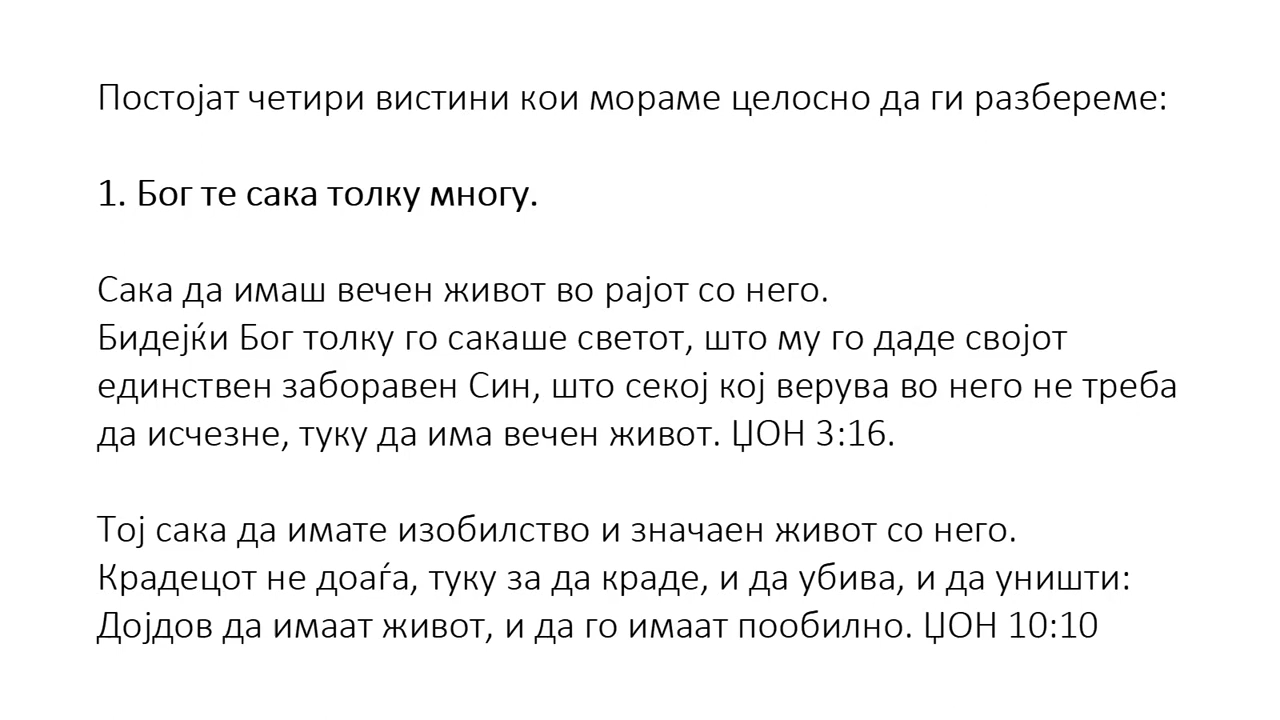 Постојат четири вистини кои мораме целосно да ги разбереме:
1. Бог те сака толку многу.
Сака да имаш вечен живот во рајот со него.
Бидејќи Бог толку го сакаше светот, што му го даде својот
единствен заборавен Син, што секој кој верува во него не треба
да исчезне, туку да има вечен живот. ЏОН 3:16.
Тој сака да имате изобилство и значаен живот со него.
Крадецот не доаѓа, туку за да краде, и да убива, и да уништи:
Дојдов да имаат живот, и да го имаат пообилно. ЏОН 10:10